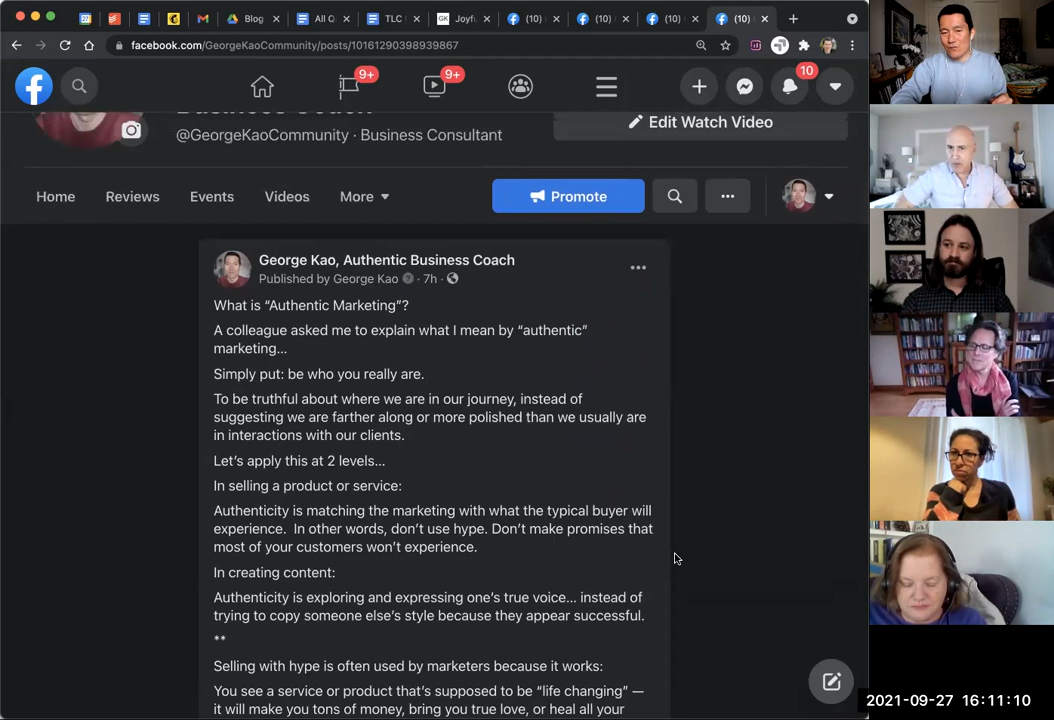 Blog
All Q
TLC
GK
Joyf
(10)
(10)
(10)
(10)
facebook.com/GeorgeKaoCommunity/posts/10161290398939867
9+
9+
10
@GeorgeKaoCommunity · Business Consultant
Edit Watch Video
Home
Reviews
Events
Videos
More
Promote
George Kao, Authentic Business Coach
Published by George Kao · 7h ·
What is “Authentic Marketing”?
A colleague asked me to explain what I mean by “authentic”
marketing...
Simply put: be who you really are.
To be truthful about where we are in our journey, instead of
suggesting we are farther along or more polished than we usually are
in interactions with our clients.
Let’s apply this at 2 levels...
In selling a product or service:
Authenticity is matching the marketing with what the typical buyer will
experience.  In other words, don’t use hype. Don’t make promises that
most of your customers won’t experience.
In creating content:
Authenticity is exploring and expressing one’s true voice... instead of
trying to copy someone else’s style because they appear successful.
**
Selling with hype is often used by marketers because it works:
You see a service or product that’s supposed to be “life changing” —
it will make you tons of money, bring you true love, or heal all your
2021-09-27 16:11:10